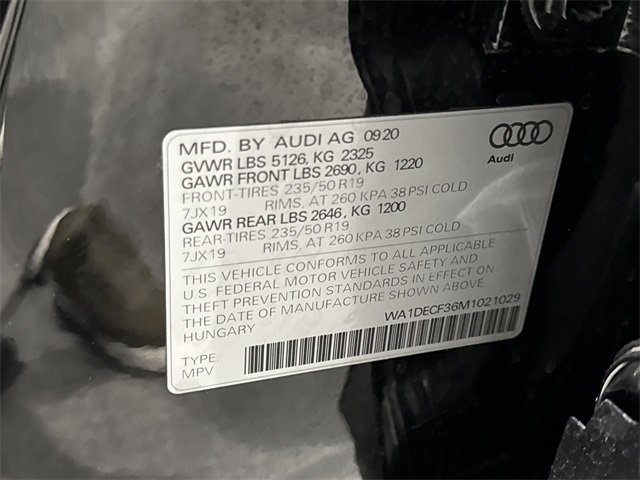 MFD. BY AUDI AG 0920
GVWR LBS 5126, KG 2325
GAWR FRONT LBS 2690, KG 1220
FRONT-TIRES 235/50 R19
7JX19 RIMS, AT 260 KPA 38 PSI COLD
GAWR REAR LBS 2646, KG 1200
REAR-TIRES 235/50 R19
7JX19 RIMS, AT 260 KPA 38 PSI COLD
Audi
THIS VEHICLE CONFORMS TO ALL APPLICABLE
U.S. FEDERAL MOTOR VEHICLE SAFETY AND
THEFT PREVENTION STANDARDS IN EFFECT ON
THE DATE OF MANUFACTURE SHOWN ABOVE
HUNGARY
WA1DECF36M1021029
TYPE
MPV